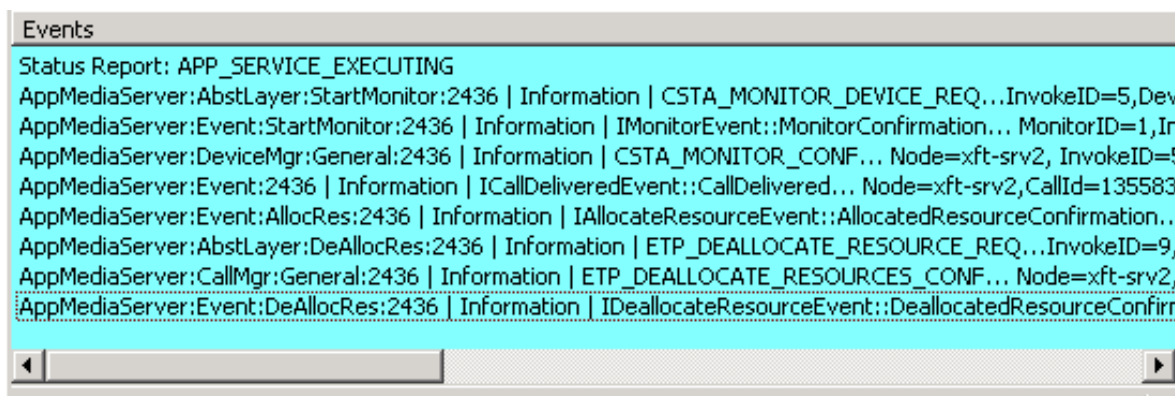 Events
Status Report: APP_SERVICE_EXECUTING
AppMediaServer:AbstLayer:StartMonitor:2436 | Information | CSTA_MONITOR_DEVICE_REQ...InvokeID=5,Dev
AppMediaServer:Event:StartMonitor:2436 | Information | IMonitorEvent::MonitorConfirmation... MonitorID=1,In
AppMediaServer:DeviceMgr:General:2436 | Information | CSTA_MONITOR_CONF... Node=xft-srv2, InvokeID=5
AppMediaServer:Event:2436 | Information | ICallDeliveredEvent::CallDelivered... Node=xft-srv2,CallId=135583
AppMediaServer:Event:AllocRes:2436 | Information | IAllocateResourceEvent::AllocatedResourceConfirmation..
AppMediaServer:AbstLayer:DeAllocRes:2436 | Information | ETP_DEALLOCATE_RESOURCE_REQ...InvokeID=9,
AppMediaServer:CallMgr:General:2436 | Information | ETP_DEALLOCATE_RESOURCES_CONF... Node=xft-srv2,
AppMediaServer:Event:DeAllocRes:2436 | Information | IDeallocateResourceEvent::DeallocatedResourceConfirm